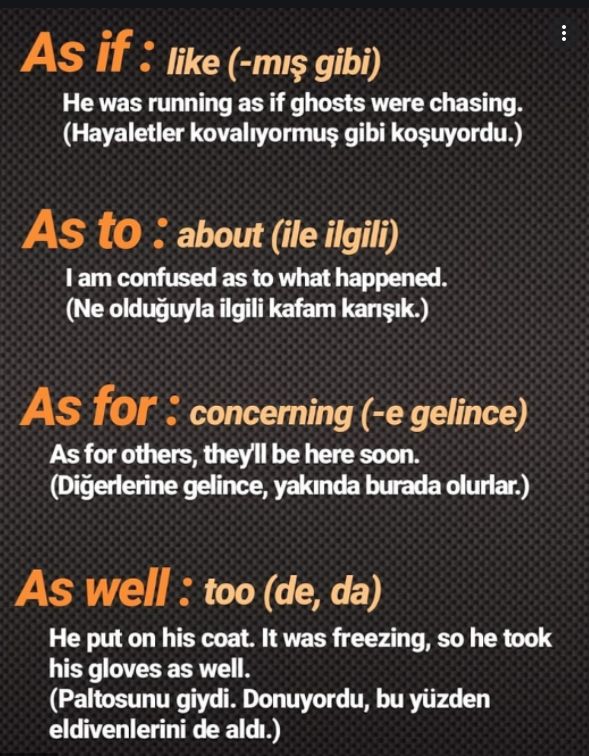 As if : like (-mış gibi)
He was running as if ghosts were chasing.
(Hayaletler kovalıyormuş gibi koşuyordu.)
As to : about (ile ilgili)
I am confused as to what happened.
(Ne olduğuyla ilgili kafam karışık.)
As for : concerning (-e gelince)
As for others, they'll be here soon.
(Diğerlerine gelince, yakında burada olurlar.)
As well : too (de, da)
He put on his coat. It was freezing, so he took
his gloves as well.
(Paltosunu giydi. Donuyordu, bu yüzden
eldivenlerini de aldı.)